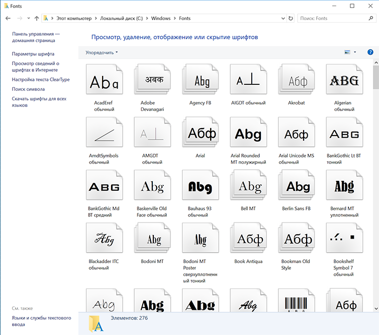 Fonts
Этот компьютер > Локальный диск (C:) > Windows > Fonts
Поиск: Fonts
Панель управления —
домашняя страница
Параметры шрифта
Просмотр сведений о
шрифтах в Интернете
Настройка текста ClearType
Поиск символа
Скачать шрифты для всех
языков
См. также
Языки и службы текстового
ввода
Просмотр, удаление, отображение или скрытие шрифтов
Упорядочить
Abg
अबक
Abg
Абф
ABG
AcadEref
обычный
Adobe
Devanagari
Agency FB
AIGDT обычный
Akrobat
Algerian
обычный
Абф
Abg
Абф
ABG
AmdtSymbols
обычный
AMGDT
обычный
Arial
Arial Rounded
MT полужирный
Arial Unicode MS
обычный
BankGothic Lt BT
тонкий
ABG
Abg
Abg
Abg
Abg
Abg
BankGothic Md
BT средний
Baskerville Old
Face обычный
Bauhaus 93
обычный
Bell MT
Berlin Sans FB
Bernard MT
уплотненный
Abg
Abg
Abg
Абф
Абф
Blackadder ITC
обычный
Bodoni MT
Bodoni MT
Poster
сверхуплотнен
ный тонкий
Book Antiqua
Bookman Old
Style
Bookshelf
Symbol 7
обычный
Abg
Abg
Abg
Abg
Абф
Элементов: 276